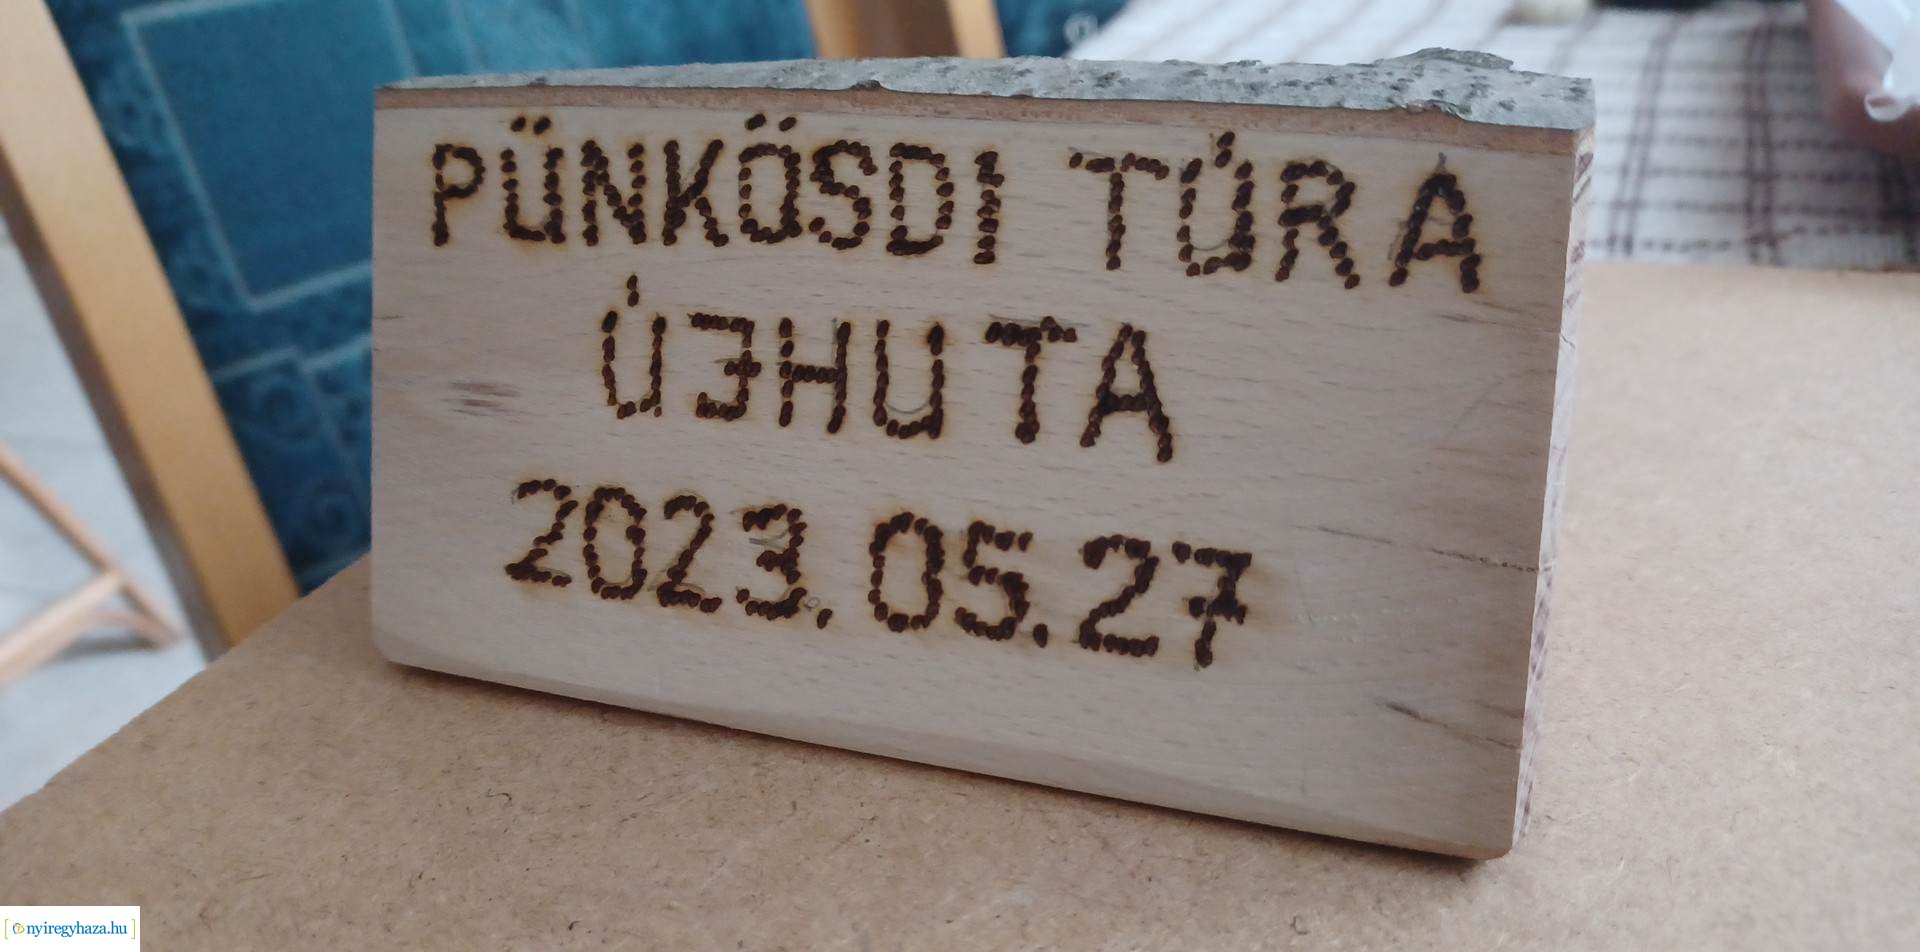 PÜNKÖSDI TÚRA
ÚJHUTA
2023.05.27
nyiregyhaza.hu